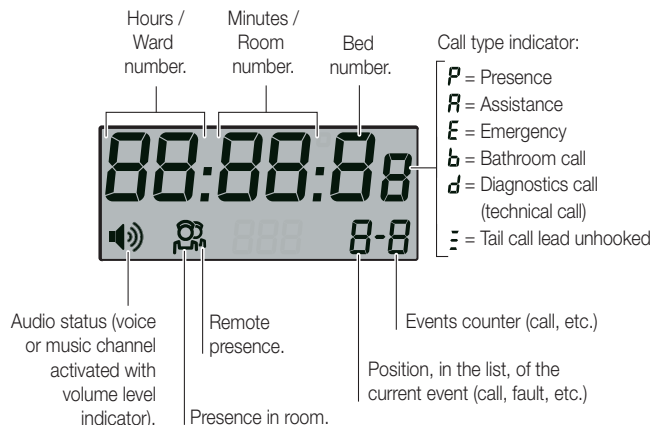 Hours /
Ward
number.
Minutes /
Room
number.
Bed
number.
Call type indicator:
P = Presence
A = Assistance
E = Emergency
b = Bathroom call
d = Diagnostics call
(technical call)
= Tail call lead unhooked
88:88:88
888
8-8
Audio status (voice
or music channel
activated with
volume level
indicator).
Remote
presence.
Presence in room.
Events counter (call, etc.)
Position, in the list, of the
current event (call, fault, etc.)